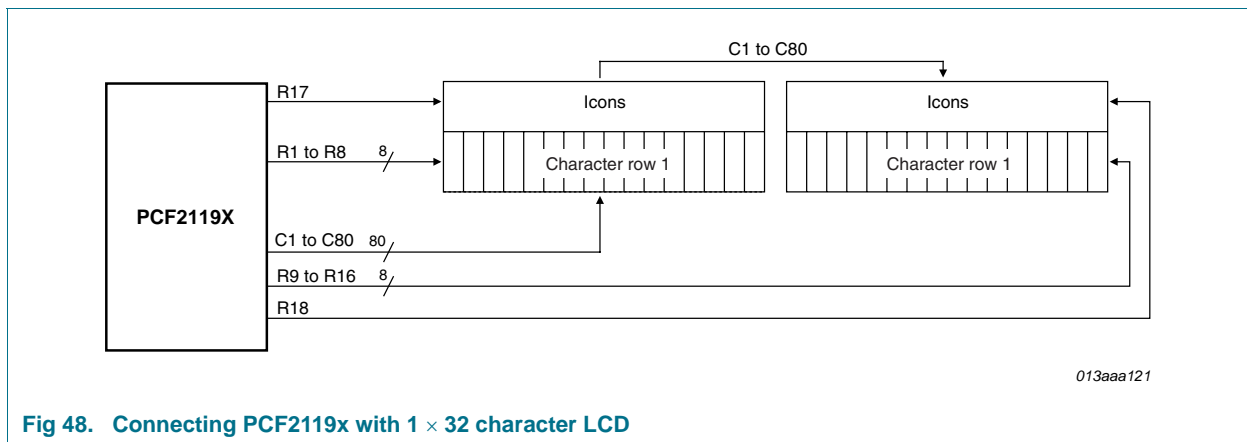 C1 to C80
R17
Icons
Icons
R1 to R8 8
Character row 1
Character row 1
PCF2119X
C1 to C80 80
R9 to R16 8
R18
013aaa121
Fig 48. Connecting PCF2119x with 1 × 32 character LCD